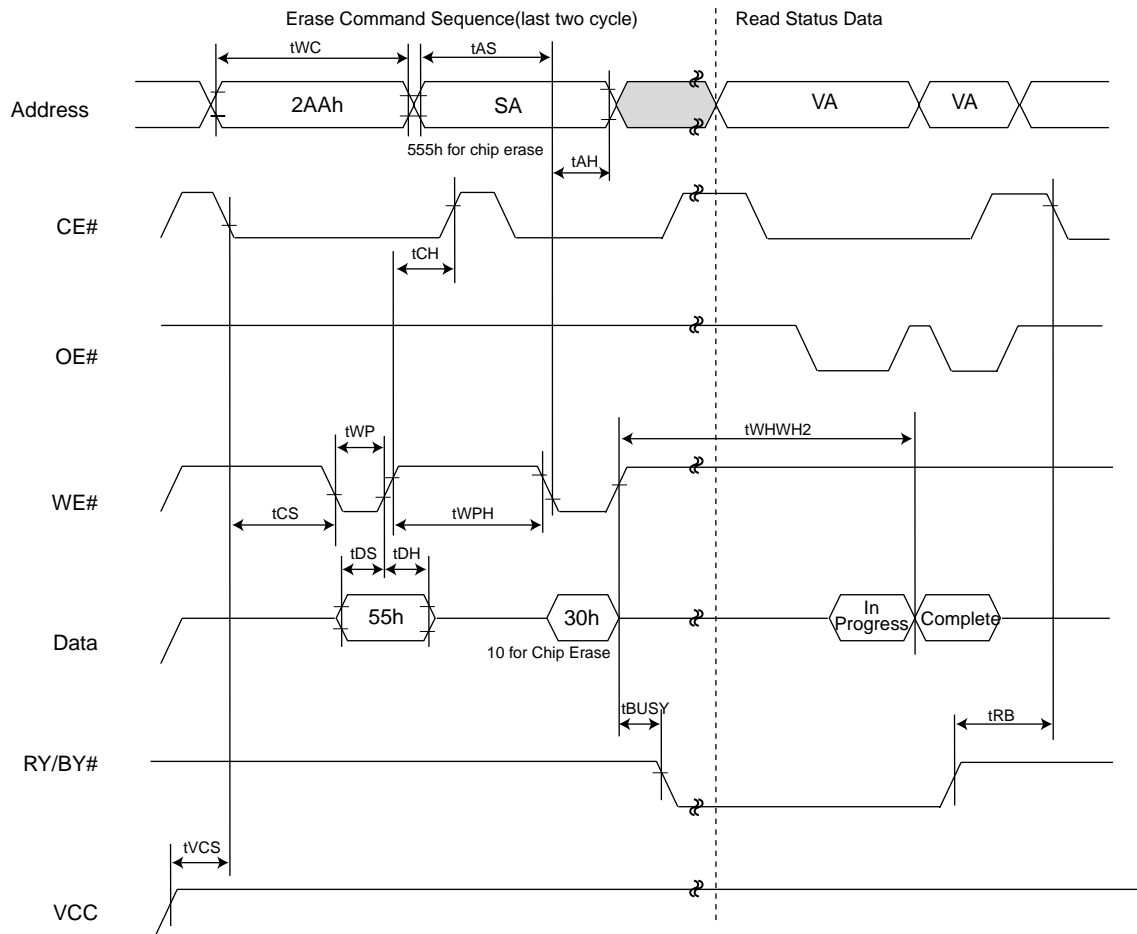 Erase Command Sequence(last two cycle)
Read Status Data
tWC
tAS
Address
2AAh
SA
VA
VA
555h for chip erase
tAH
CE#
tCH
OE#
tWP
tWHWH2
WE#
tCS
tWPH
tDS
tDH
Data
55h
30h
In
Progress
Complete
10 for Chip Erase
tBUSY
tRB
RY/BY#
tVCS
VCC